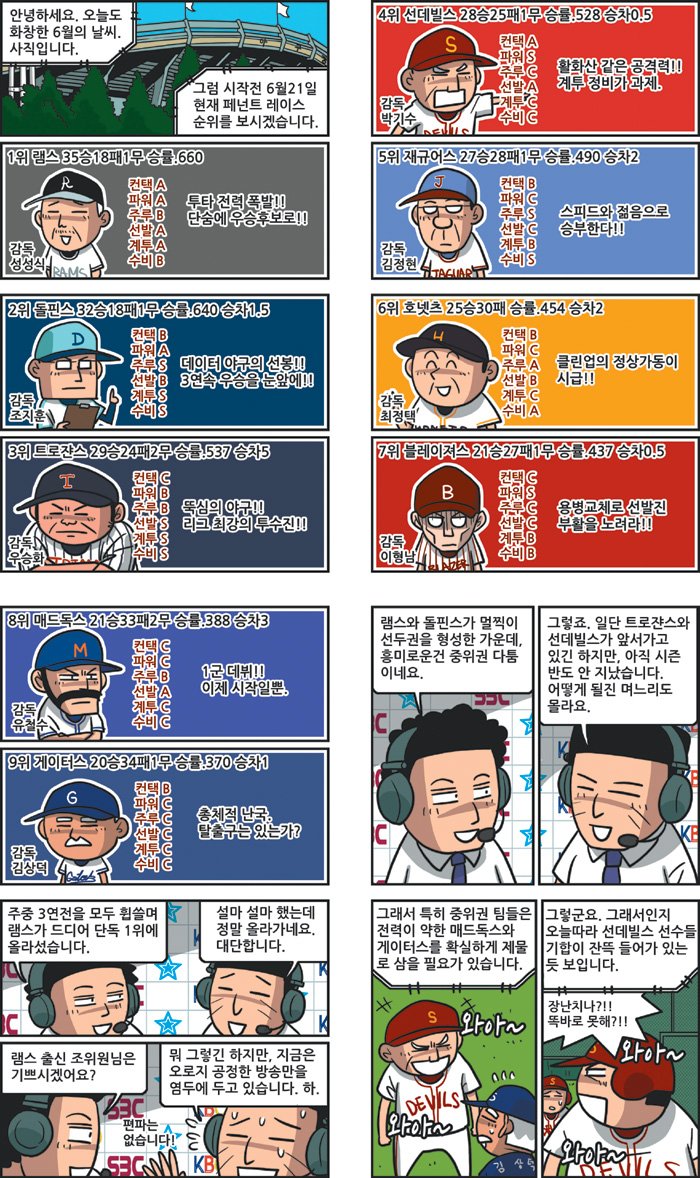 안녕하세요. 오늘도
화창한 6월의 날씨.
사직입니다.
그럼 시작전 6월21일
현재 페넌트 레이스
순위를 보시겠습니다.
1위 램스 35승18패1무 승률.660
R
RAMS
감독
성성식
컨택 A
파워 A
주루 B
선발 A
계투 A
수비 B
투타 전력 폭발!!
단숨에 우승후보로!!
2위 돌핀스 32승18패1무 승률.640 승차1.5
D
감독
조지훈
컨택 B
파워 A
주루 S
선발 B
계투 S
수비 S
데이터 야구의 선봉!!
3연속 우승을 눈앞에!!
3위 트로쟌스 29승24패2무 승률.537 승차5
T
감독
우승화
컨택 C
파워 B
주루 C
선발 S
계투 S
수비 S
뚝심의 야구!!
리그 최강의 투수진!!
4위 선데빌스 28승25패1무 승률.528 승차0.5
S
DEVILS
감독
박기수
컨택 A
파워 S
주루 C
선발 A
계투 C
수비 C
활화산 같은 공격력!!
계투 정비가 과제.
5위 재규어스 27승28패1무 승률.490 승차2
J
JAGUAR
감독
김정현
컨택 B
파워 C
주루 S
선발 C
계투 B
수비 S
스피드와 젊음으로
승부한다!!
6위 호넷츠 25승30패 승률.454 승차2
H
감독
최정택
컨택 B
파워 C
주루 A
선발 B
계투 C
수비 A
클린업의 정상가동이
시급!!
7위 블레이져스 21승27패1무 승률.437 승차0.5
B
BLAZER
감독
이형남
컨택 B
파워 S
주루 C
선발 C
계투 B
수비 B
용병교체로 선발진
부활을 노려라!!
8위 매드독스 21승33패2무 승률.388 승차3
M
감독
유철곤
컨택 C
파워 C
주루 B
선발 A
계투 C
수비 C
1군 데뷔!!
이제 시작일뿐.
9위 게이터스 20승34패1무 승률.370 승차1
G
감독
김상덕
컨택 B
파워 C
주루 C
선발 C
계투 C
수비 C
총체적 난국.
탈출구는 있는가?
주중 3연전을 모두 휩쓸며
램스가 드디어 단독 1위에
올라섰습니다.
설마 설마 했는데
정말 올라가네요.
대단합니다.
램스 출신 조위원님은
기쁘시겠어요?
뭐 그렇긴 하지만, 지금은
오로지 공정한 방송만을
염두에 두고 있습니다. 하.
편파는
없습니다!
SBC
KB
램스와 돌핀스가 멀찍이
선두권을 형성한 가운데,
흥미로운건 중위권 다툼
이네요.
그렇죠. 일단 트로쟌스와
선데빌스가 앞서가고
있긴 하지만, 아직 시즌
반도 안 지났습니다.
어떻게 될진 며느리도
몰라요.
SBC
KB
그래서 특히 중위권 팀들은
전력이 약한 매드독스와
게이터스를 확실하게 제물
로 삼을 필요가 있습니다.
S
DEVILS
와아~
와아~
김상덕
그렇군요. 그래서인지
오늘따라 선데빌스 선수들
기합이 잔뜩 들어가 있는
듯 보입니다.
장난치나?!!
똑바로 못해?!!
와아~
와아~
DEVILS